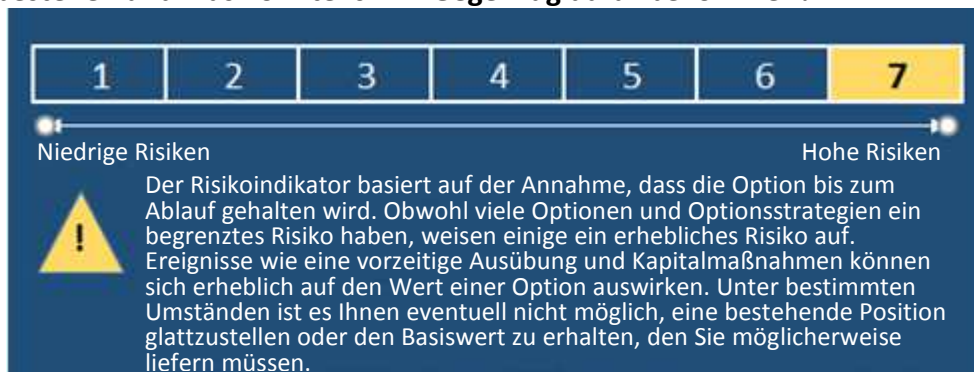 1 2 3 4 5 6 7
Niedrige Risiken Hohe Risiken
Der Risikoindikator basiert auf der Annahme, dass die Option bis zum
Ablauf gehalten wird. Obwohl viele Optionen und Optionsstrategien ein
begrenztes Risiko haben, weisen einige ein erhebliches Risiko auf.
! Ereignisse wie eine vorzeitige Ausübung und Kapitalmaßnahmen können
sich erheblich auf den Wert einer Option auswirken. Unter bestimmten
Umständen ist es Ihnen eventuell nicht möglich, eine bestehende Position
glattzustellen oder den Basiswert zu erhalten, den Sie möglicherweise
liefern müssen.